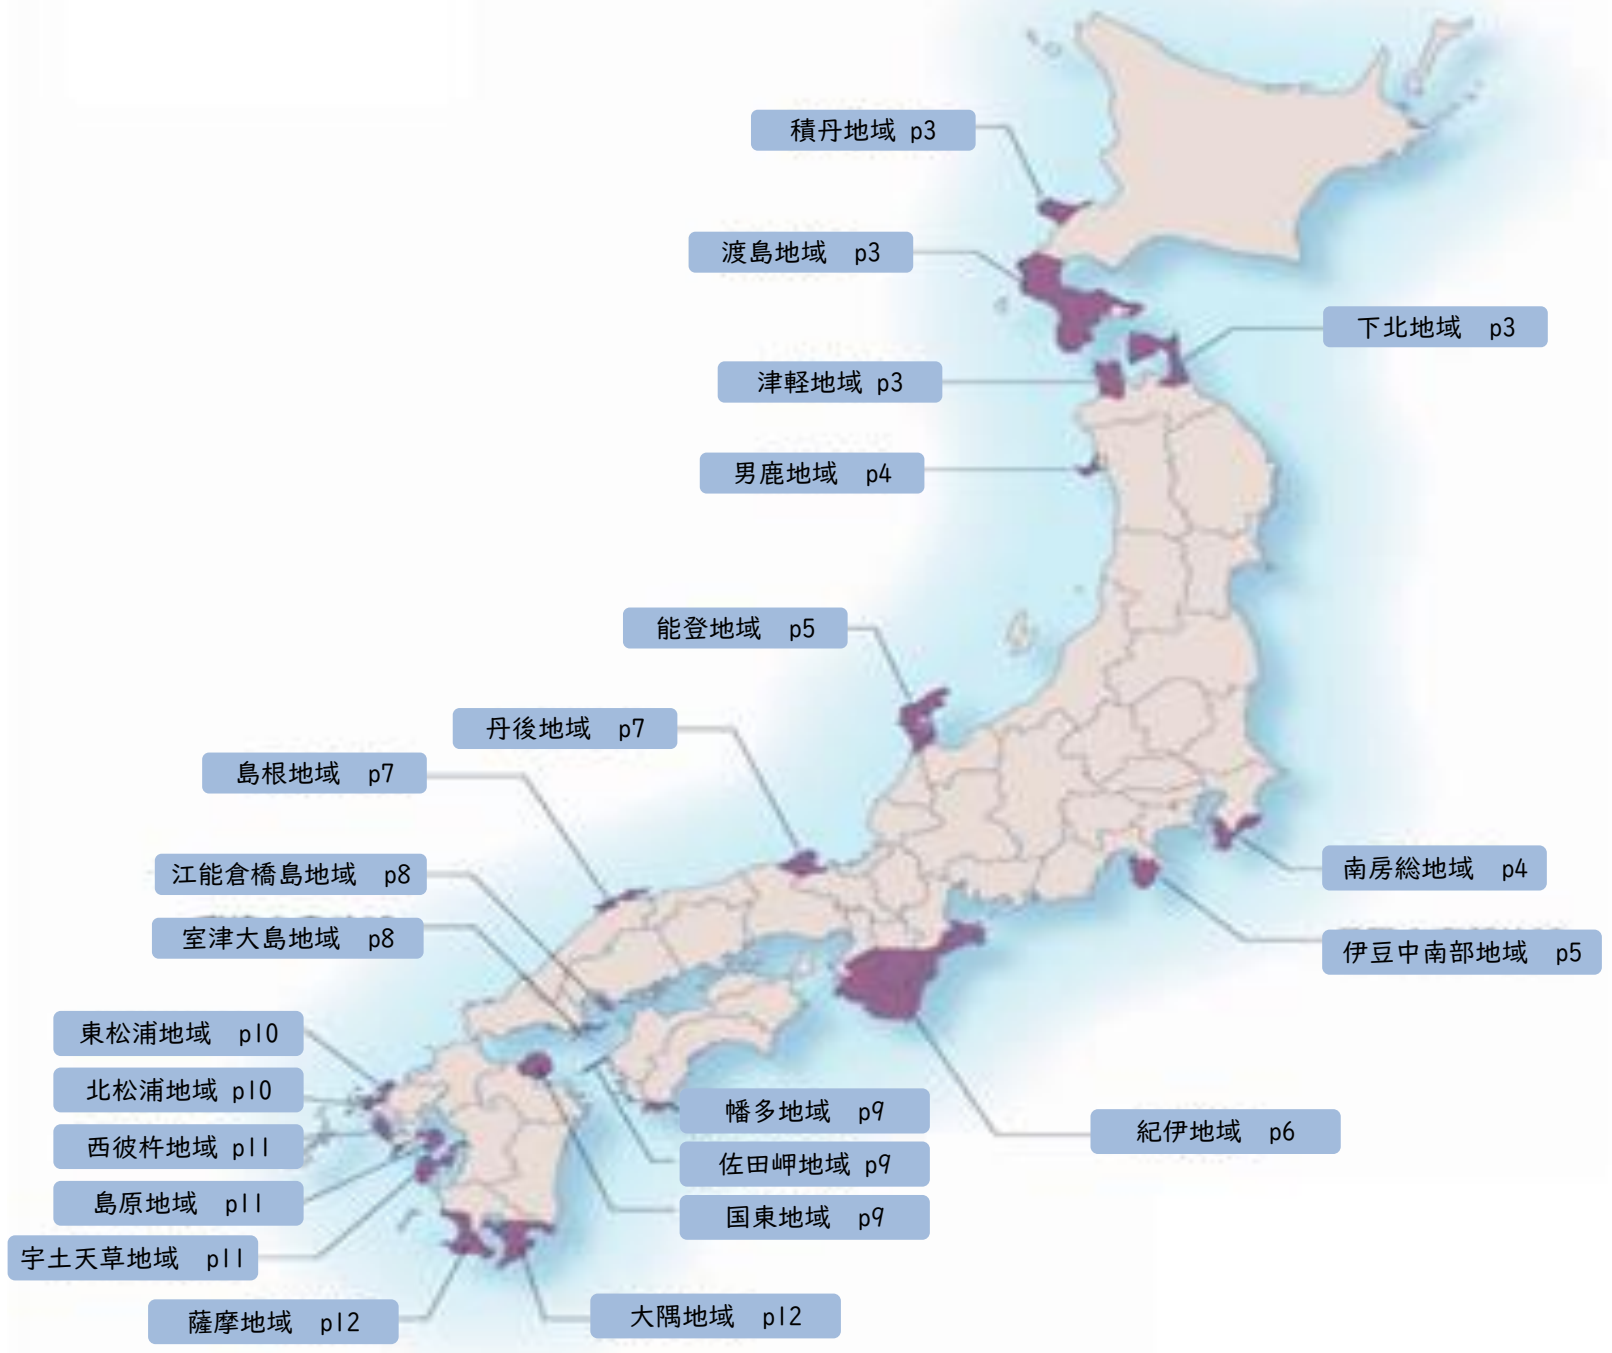 積丹地域 p3
渡島地域 p3
下北地域 p3
津軽地域 p3
男鹿地域 p4
能登地域 p5
丹後地域 p7
島根地域 p7
江能倉橋島地域 p8
室津大島地域 p8
南房総地域 p4
伊豆中南部地域 p5
東松浦地域 p10
北松浦地域 p10
西彼杵地域 p11
島原地域 p11
宇土天草地域 p11
幡多地域 p9
佐田岬地域 p9
国東地域 p9
紀伊地域 p6
薩摩地域 p12
大隅地域 p12